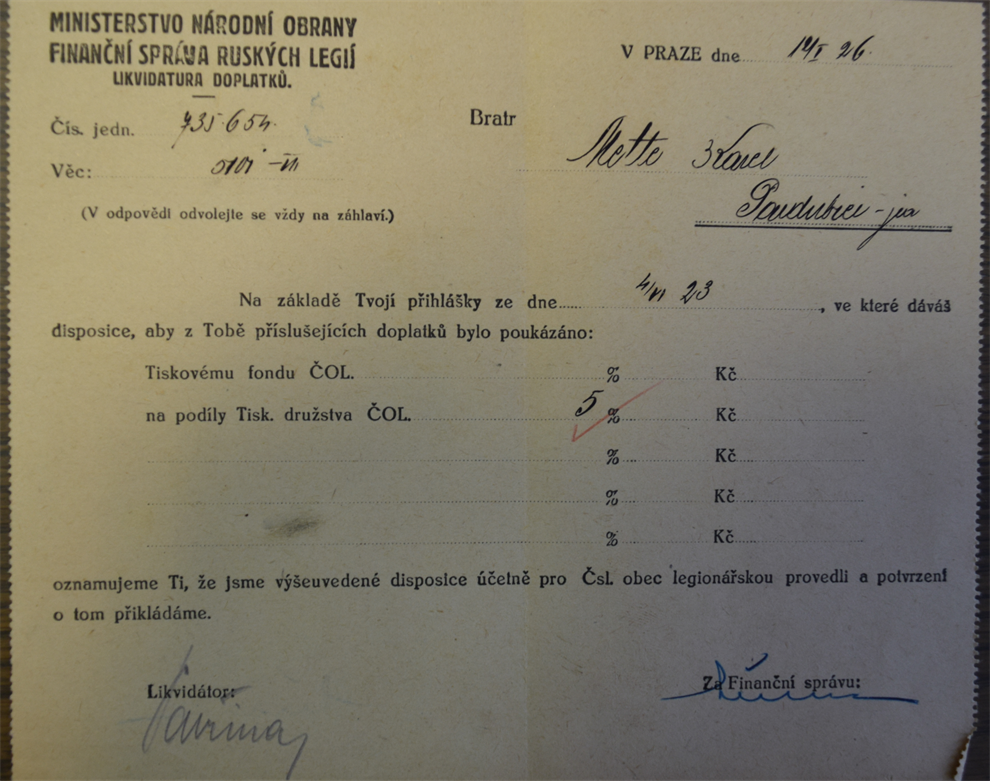 MINISTERSTVO NÁRODNÍ OBRANY
FINANČNÍ SPRÁVA RUSKÝCH LEGIÍ
LIKVIDATURA DOPLATKŮ.
V PRAZE dne 14/I 26.
Čís. jedn. 735.654.
Věc:
(V odpovědi odvolejte se vždy na záhlaví.)
Bratr
Mette Karel
Pardubice
Na základě Tvojí přihlášky ze dne 4/VI 23, ve které dáváš
disposice, aby z Tobě příslušejících doplatků bylo poukázáno:
Tiskovému fondu ČOL. % Kč
na podíly Tisk. družstva ČOL. 5 % Kč
% Kč
% Kč
% Kč
oznamujeme Ti, že jsme výšeuvedené disposice účetně pro Čsl. obec legionářskou provedli a potvrzení
o tom přikládáme.
Likvidátor:
Za Finanční správu: